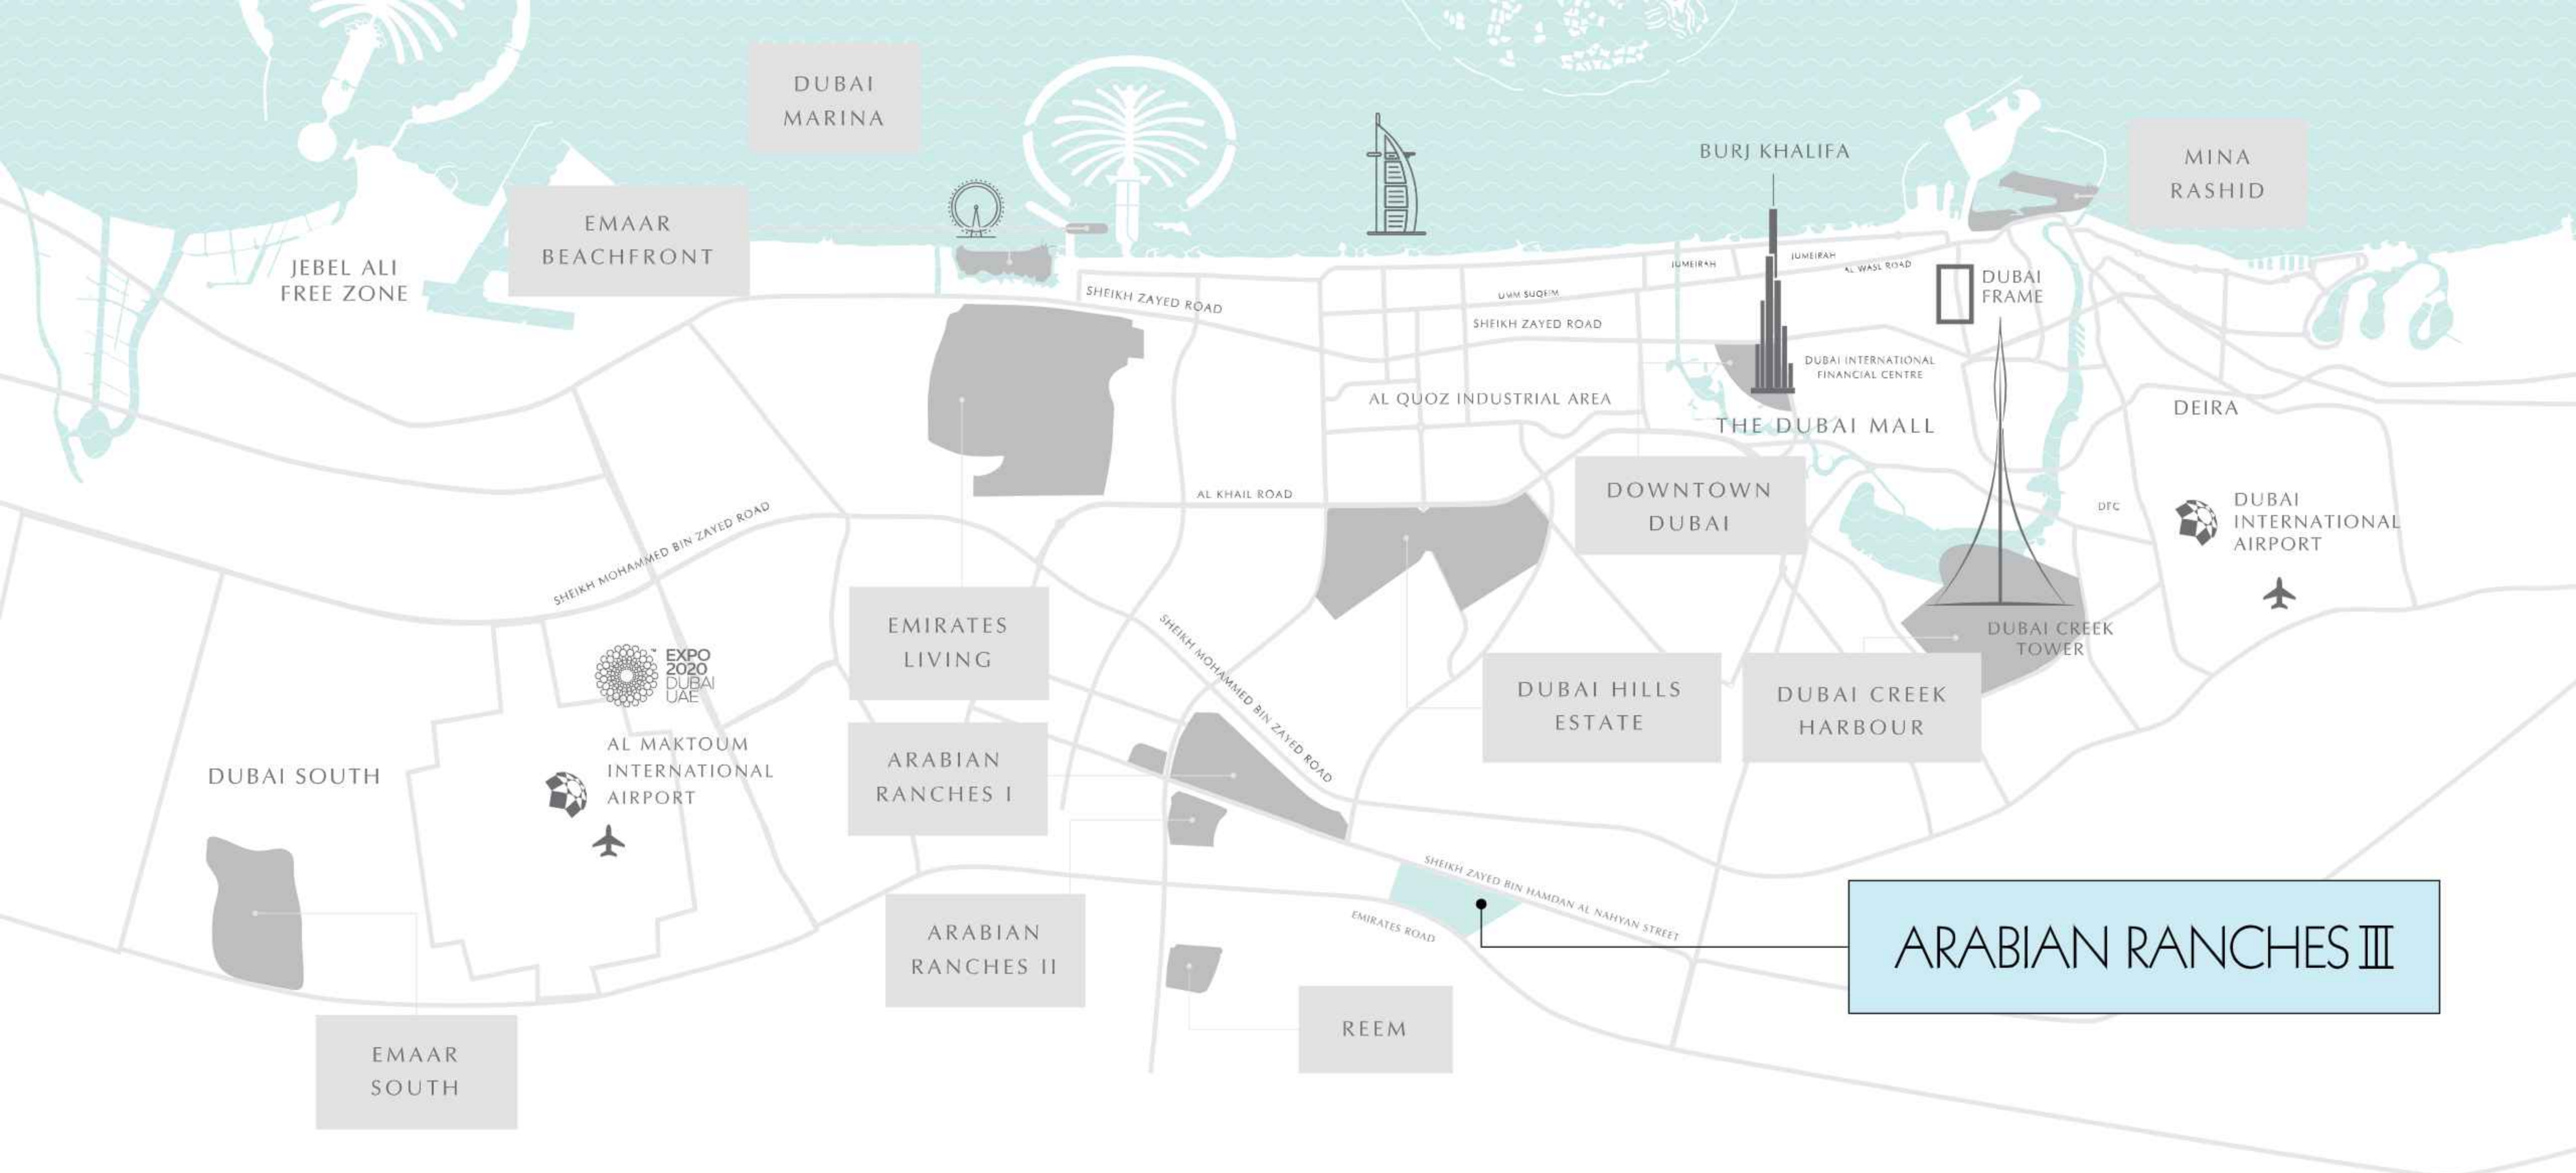 DUBAI
MARINA
BURJ KHALIFA
MINA
RASHID
EMAAR
BEACHFRONT
JEBEL ALI
FREE ZONE
SHEIKH ZAYED ROAD
JUMEIRAH
JUMEIRAH
AL WASL ROAD
DUBAI
FRAME
UMM SUQEIM
SHEIKH ZAYED ROAD
DUBAI INTERNATIONAL
FINANCIAL CENTRE
AL QUOZ INDUSTRIAL AREA
THE DUBAI MALL
DEIRA
AL KHAIL ROAD
DOWNTOWN
DUBAI
DFC
DUBAI
INTERNATIONAL
AIRPORT
SHEIKH MOHAMMED BIN ZAYED ROAD
EMIRATES
LIVING
SHEIKH MOHAMMED BIN ZAYED ROAD
DUBAI CREEK
TOWER
EXPO
2020
DUBAI
UAE
DUBAI HILLS
ESTATE
DUBAI CREEK
HARBOUR
AL MAKTOUM
INTERNATIONAL
AIRPORT
DUBAI SOUTH
ARABIAN
RANCHES I
SHEIKH ZAYED BIN HAMDAN AL NAHYAN STREET
EMIRATES ROAD
ARABIAN
RANCHES II
ARABIAN RANCHES III
REEM
EMAAR
SOUTH